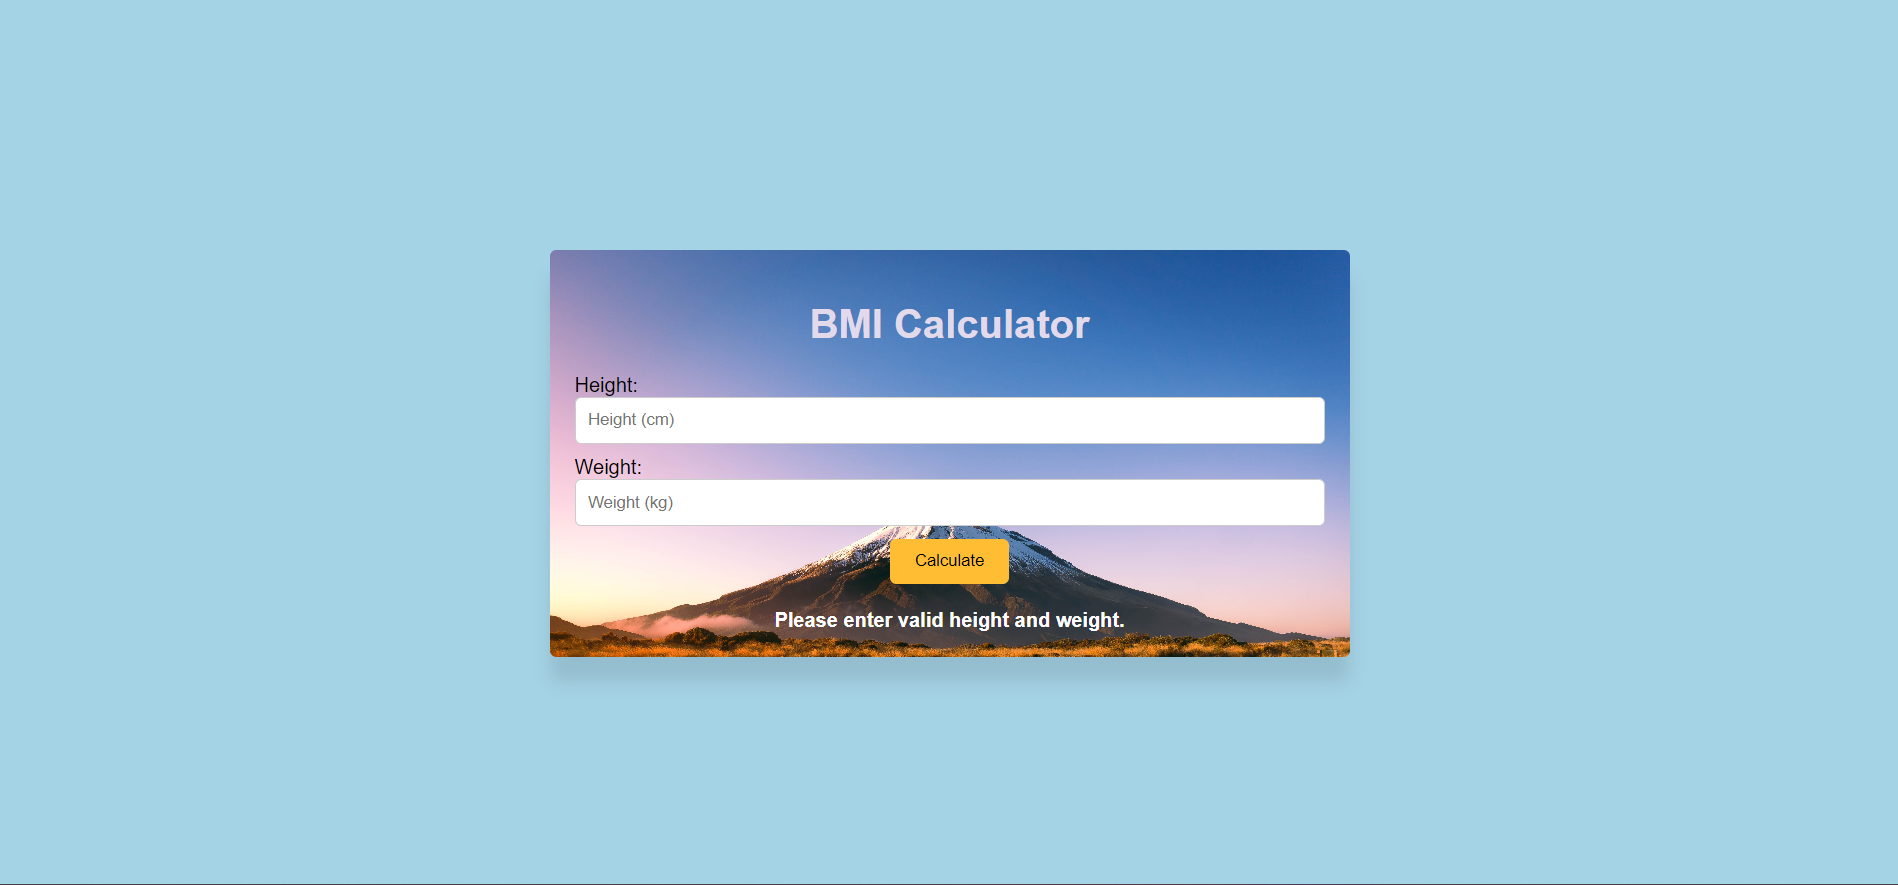 BMI Calculator
Height:
Height (cm)
Weight:
Weight (kg)
Calculate
Please enter valid height and weight.